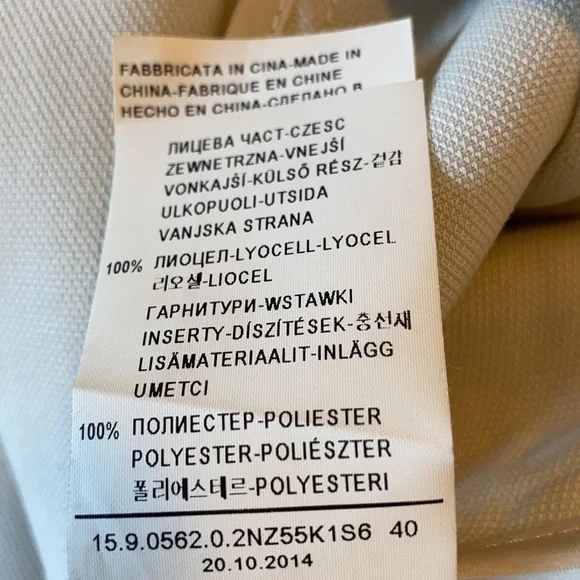 FABBRICATA IN CINA-MADE IN
CHINA-FABRIQUE EN CHINE
HECHO EN CHINA-СДЕЛАНО В
ЛИЦЕВА ЧАСТ-CZESC
ZEWNETRZNA-VNEJŠÍ
VONKAJŠÍ-KÜLSŐ RÉSZ-겉감
ULKOPUOLI-UTSIDA
VANJSKA STRANA
100% ЛИОЦЕЛ-LYOCELL-LYOCEL
리오셀-LIOCEL
ГАРНИТУРИ-WSTAWKI
INSERTY-DÍSZÍTÉSEK-충신재
LISÄMATERIAALIT-INLÄGG
UMETCI
100% ПОЛИЕСТЕР-POLIESTER
POLYESTER-POLIÉSZTER
폴리에스테르-POLYESTERI
15.9.0562.0.2NZ55K1S6 40
20.10.2014